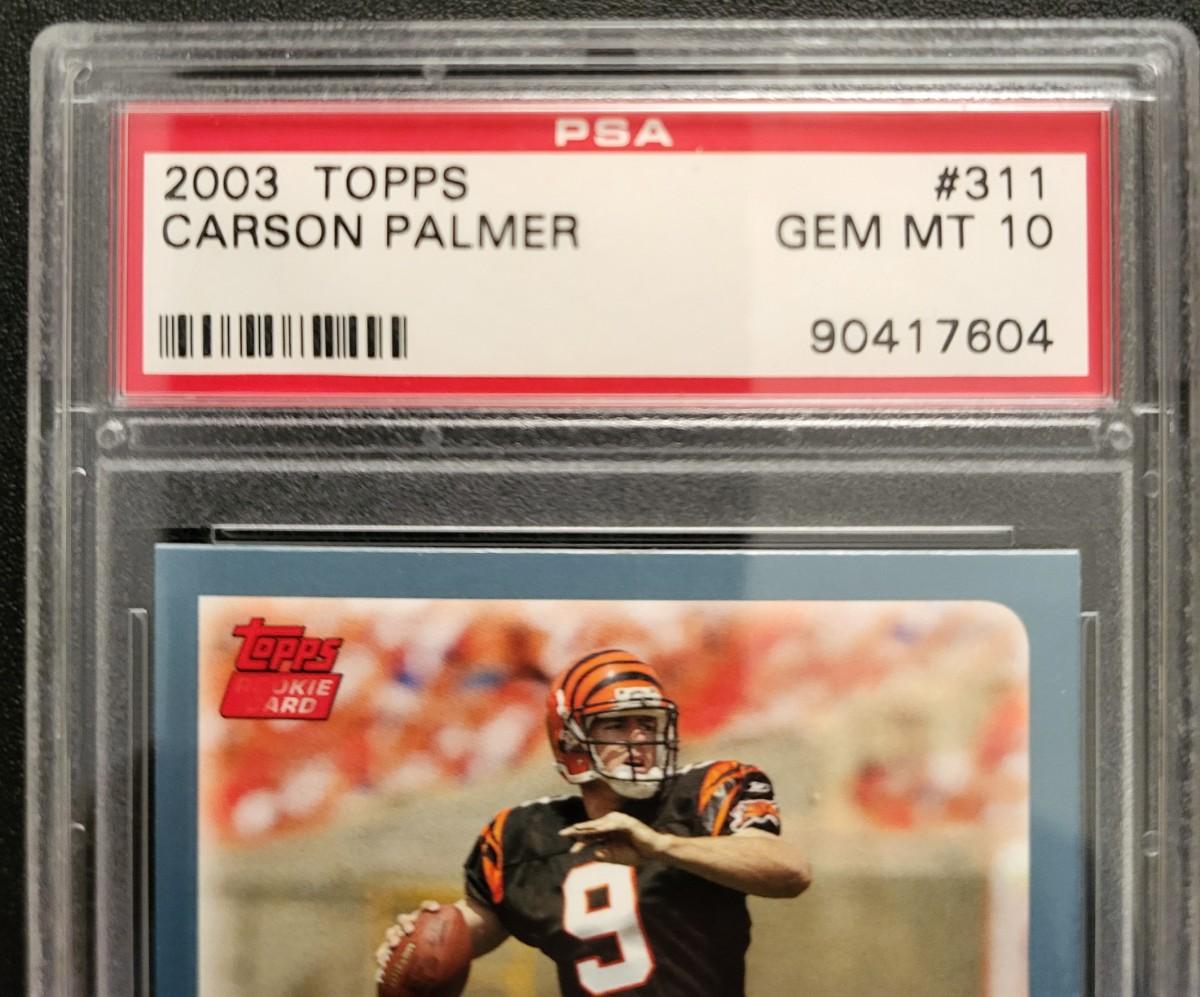 PSA
2003 TOPPS #311
CARSON PALMER GEM MT 10
90417604
Topps
ROOKIE
CARD
9